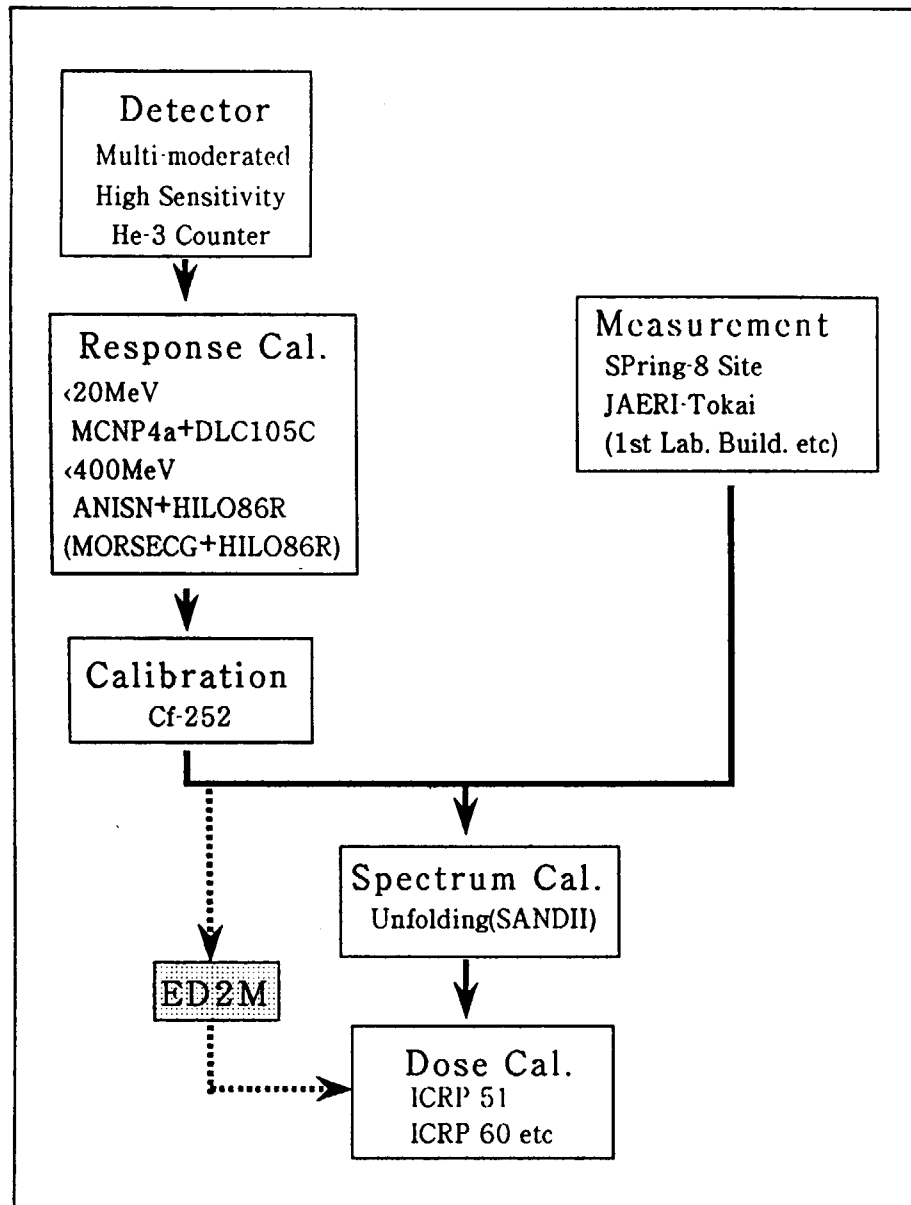 Detector
Multi-moderated
High Sensitivity
He-3 Counter
Response Cal.
<20MeV
MCNP4a+DLC105C
<400MeV
ANISN+HILO86R
(MORSECG+HILO86R)
Measurement
SPring-8 Site
JAERI-Tokai
(1st Lab. Build. etc)
Calibration
Cf-252
Spectrum Cal.
Unfolding(SANDII)
ED2M
Dose Cal.
ICRP 51
ICRP 60 etc